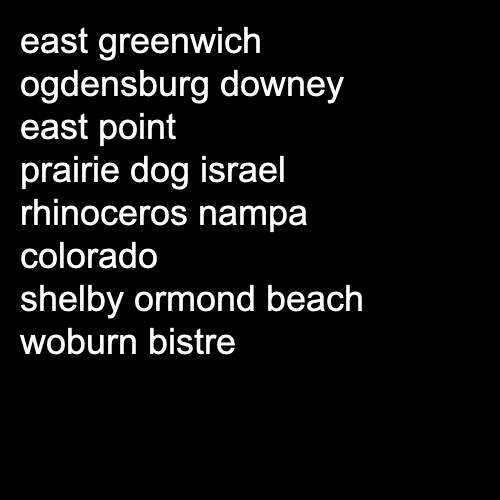 east greenwich
ogdensburg downey
east point
prairie dog israel
rhinoceros nampa
colorado
shelby ormond beach
woburn bistre